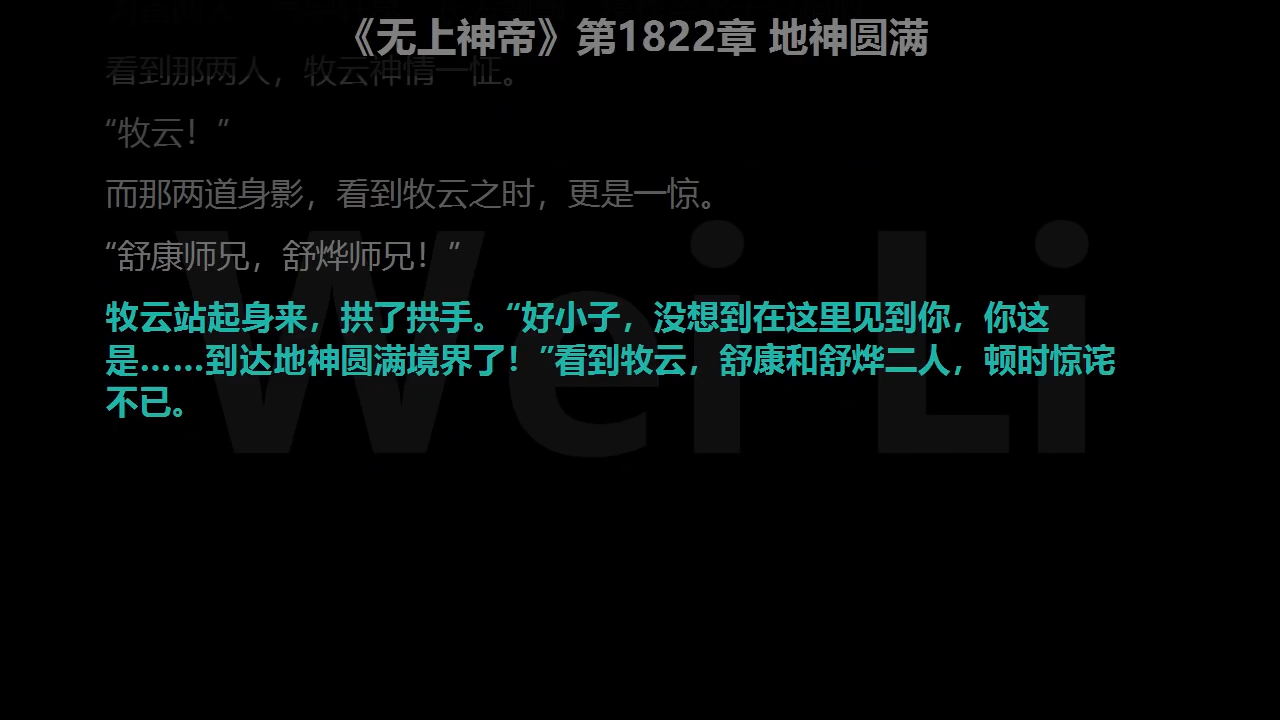 《无上神帝》第1822章 地神圆满
看到那两人，牧云神情一怔。
“牧云！”
而那两道身影，看到牧云之时，更是一惊。
“舒康师兄，舒烨师兄！”
牧云站起身来，拱了拱手。“好小子，没想到在这里见到你，你这
是……到达地神圆满境界了！”看到牧云，舒康和舒烨二人，顿时惊诧
不已。
Wei Li